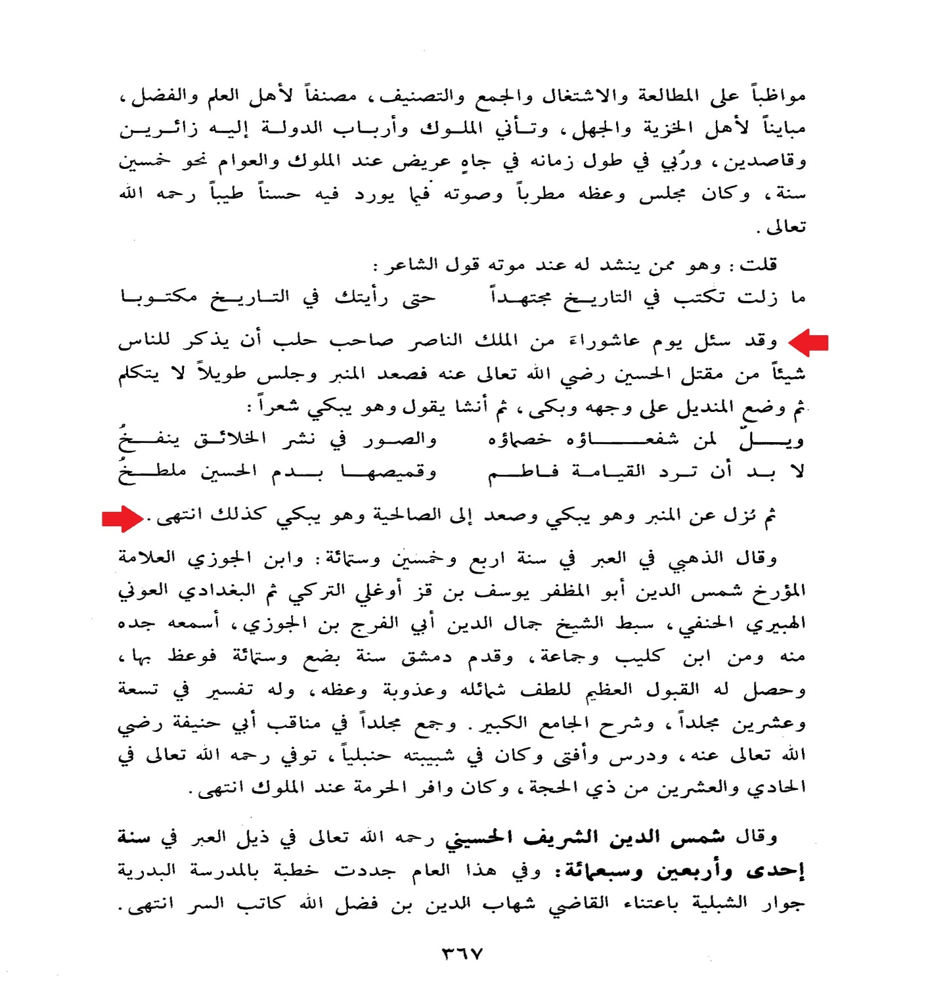 مواظباً على المطالعة والاشتغال والجمع والتصنيف، مصنفاً لأهل العلم والفضل،
مبايناً لأهل الخزية والجهل، وتأني الملوك وأرباب الدولة إليه زائرين
وقاصدين، ورُبي في طول زمانه في جاهٍ عريض عند الملوك والعوام نحو خمسين
سنة، وكان مجلس وعظه مطرباً وصوته فيما يورد فيه حسناً طيباً رحمه الله
تعالى.
قلت: وهو ممن ينشد له عند موته قول الشاعر:
ما زلت تكتب في التاريخ مجتهداً حتى رأيتك في التاريخ مكتوبا
وقد سئل يوم عاشوراءَ من الملك الناصر صاحب حلب أن يذكر للناس
شيئاً من مقتل الحسين رضي الله تعالى عنه فصعد المنبر وجلس طويلاً لا يتكلم
ثم وضع المنديل على وجهه وبكى، ثم أنشا يقول وهو يبكي شعراً:
ويلّ لمن شفعاؤه خصماؤه والصور في نشر الخلائق ينفخُ
لا بد أن ترد القيامة فاطم وقميصها بدم الحسين ملطخُ
ثم نُزل عن المنبر وهو يبكي وصعد إلى الصالحية وهو يبكي كذلك انتهى.
وقال الذهبي في العبر في سنة اربع وخمسين وستمائة: وابن الجوزي العلامة
المؤرخ شمس الدين أبو المظفر يوسف بن قز أوغلي التركي ثم البغدادي العوني
الهبيري الحنفي، سبط الشيخ جمال الدين أبي الفرج بن الجوزي، أسمعه جده
منه ومن ابن كليب وجماعة، وقدم دمشق سنة بضع وستمائة فوعظ بها،
وحصل له القبول العظيم للطف شمائله وعذوبة وعظه، وله تفسير في تسعة
وعشرين مجلداً، وشرح الجامع الكبير. وجمع مجلداً في مناقب أبي حنيفة رضي
الله تعالى عنه، ودرس وأفتى وكان في شبيبته حنبلياً، توفي رحمه الله تعالى في
الحادي والعشرين من ذي الحجة، وكان وافر الحرمة عند الملوك انتهى.
وقال شمس الدين الشريف الحسيني رحمه الله تعالى في ذيل العبر في سنة
إحدى وأربعين وسبعمائة: وفي هذا العام جددت خطبة بالمدرسة البدرية
جوار الشبلية باعتناء القاضي شهاب الدين بن فضل الله كاتب السر انتهى.
٣٦٧